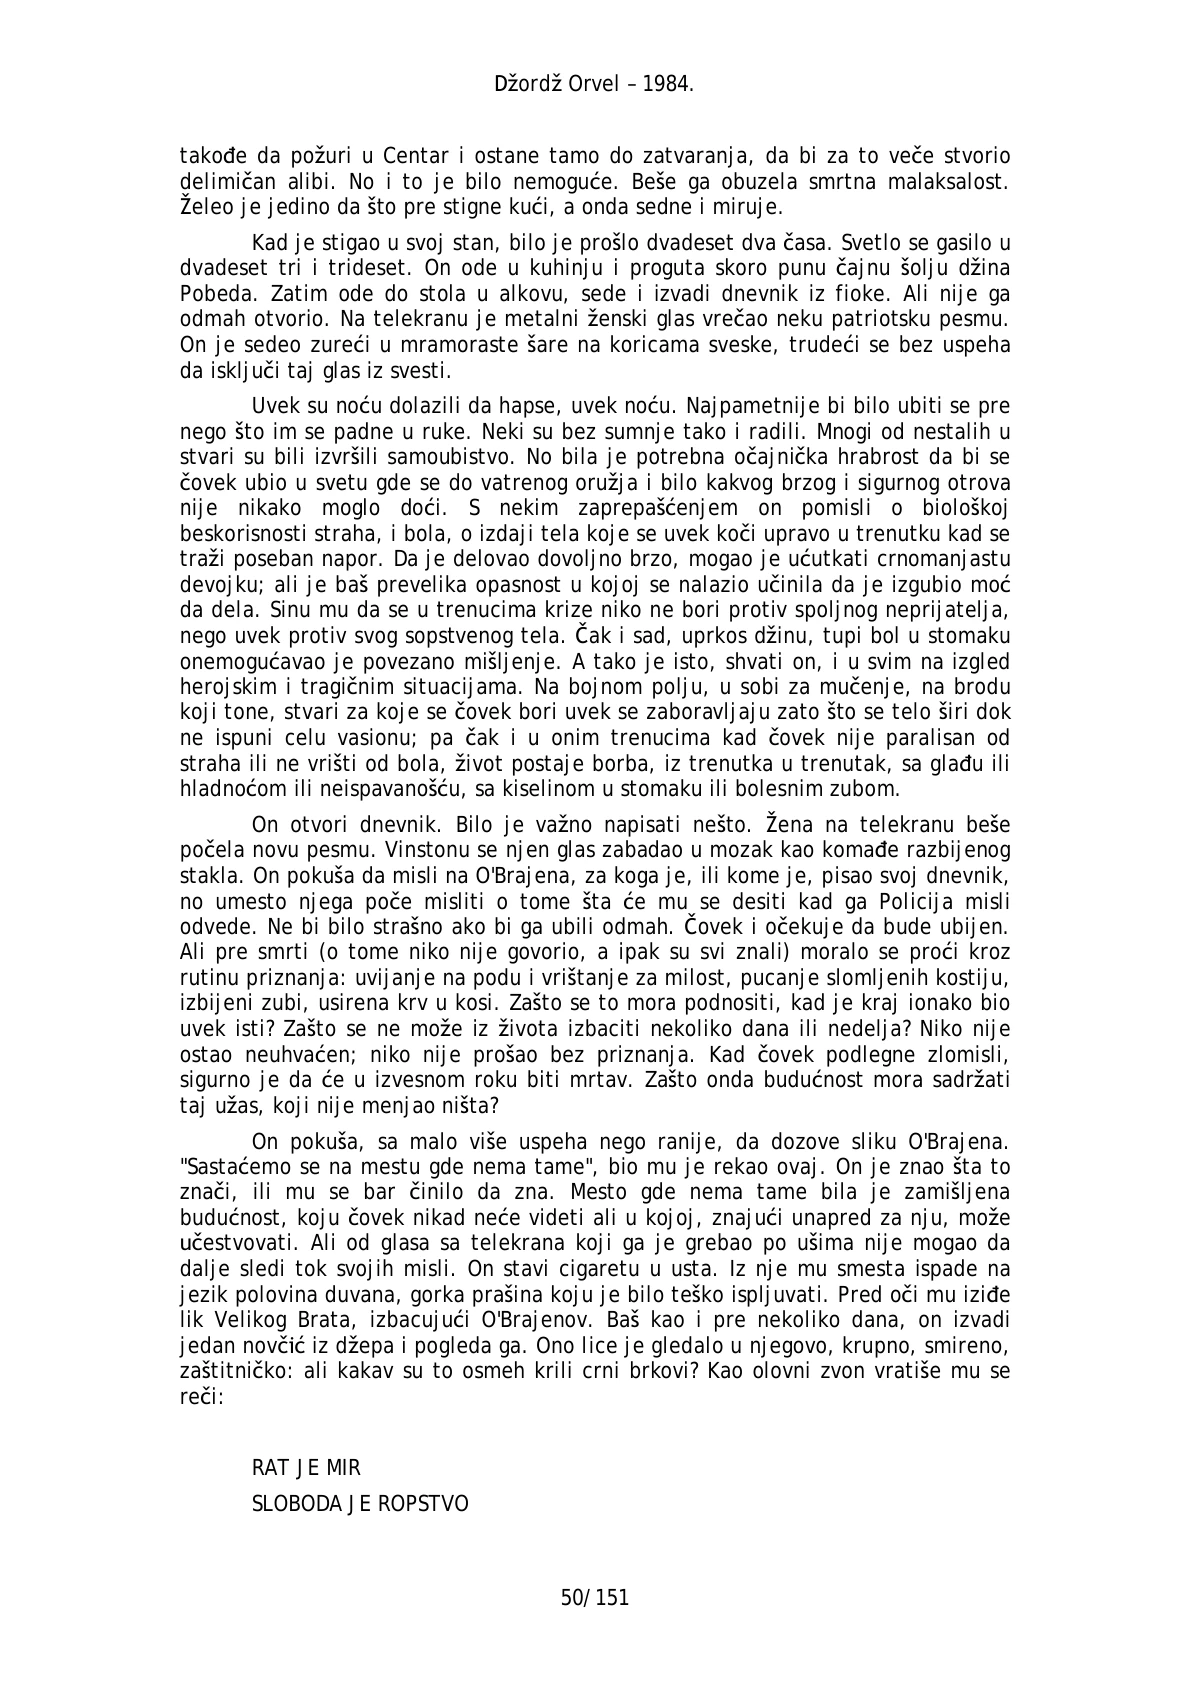 Džordž Orvel – 1984.
takođe da požuri u Centar i ostane tamo do zatvaranja, da bi za to veče stvorio
delimičan alibi. No i to je bilo nemoguće. Beše ga obuzela smrtna malaksalost.
Želeo je jedino da što pre stigne kući, a onda sedne i miruje.
Kad je stigao u svoj stan, bilo je prošlo dvadeset dva časa. Svetlo se gasilo u
dvadeset tri i trideset. On ode u kuhinju i proguta skoro punu čajnu šolju džina
Pobeda. Zatim ode do stola u alkovu, sede i izvadi dnevnik iz fioke. Ali nije ga
odmah otvorio. Na telekranu je metalni ženski glas vrečao neku patriotsku pesmu.
On je sedeo zureći u mramoraste šare na koricama sveske, trudeći se bez uspeha
da isključi taj glas iz svesti.
Uvek su noću dolazili da hapse, uvek noću. Najpametnije bi bilo ubiti se pre
nego što im se padne u ruke. Neki su bez sumnje tako i radili. Mnogi od nestalih u
stvari su bili izvršili samoubistvo. No bila je potrebna očajnička hrabrost da bi se
čovek ubio u svetu gde se do vatrenog oružja i bilo kakvog brzog i sigurnog otrova
nije nikako moglo doći. S nekim zaprepašćenjem on pomisli o biološkoj
beskorisnosti straha, i bola, o izdaji tela koje se uvek koči upravo u trenutku kad se
traži poseban napor. Da je delovao dovoljno brzo, mogao je ućutkati crnomanjastu
devojku; ali je baš prevelika opasnost u kojoj se nalazio učinila da je izgubio moć
da dela. Sinu mu da se u trenucima krize niko ne bori protiv spoljnog neprijatelja,
nego uvek protiv svog sopstvenog tela. Čak i sad, uprkos džinu, tupi bol u stomaku
onemogućavao je povezano mišljenje. A tako je isto, shvati on, i u svim na izgled
herojskim i tragičnim situacijama. Na bojnom polju, u sobi za mučenje, na brodu
koji tone, stvari za koje se čovek bori uvek se zaboravljaju zato što se telo širi dok
ne ispuni celu vasionu; pa čak i u onim trenucima kad čovek nije paralisan od
straha ili ne vrišti od bola, život postaje borba, iz trenutka u trenutak, sa glađu ili
hladnoćom ili neispavanošću, sa kiselinom u stomaku ili bolesnim zubom.
On otvori dnevnik. Bilo je važno napisati nešto. Žena na telekranu beše
počela novu pesmu. Vinstonu se njen glas zabadao u mozak kao komađe razbijenog
stakla. On pokuša da misli na O'Brajena, za koga je, ili kome je, pisao svoj dnevnik,
no umesto njega poče misliti o tome šta će mu se desiti kad ga Policija misli
odvede. Ne bi bilo strašno ako bi ga ubili odmah. Čovek i očekuje da bude ubijen.
Ali pre smrti (o tome niko nije govorio, a ipak su svi znali) moralo se proći kroz
rutinu priznanja: uvijanje na podu i vrištanje za milost, pucanje slomljenih kostiju,
izbijeni zubi, usirena krv u kosi. Zašto se to mora podnositi, kad je kraj ionako bio
uvek isti? Zašto se ne može iz života izbaciti nekoliko dana ili nedelja? Niko nije
ostao neuhvaćen; niko nije prošao bez priznanja. Kad čovek podlegne zlomisli,
sigurno je da će u izvesnom roku biti mrtav. Zašto onda budućnost mora sadržati
taj užas, koji nije menjao ništa?
On pokuša, sa malo više uspeha nego ranije, da dozove sliku O'Brajena.
"Sastaćemo se na mestu gde nema tame", bio mu je rekao ovaj. On je znao šta to
znači, ili mu se bar činilo da zna. Mesto gde nema tame bila je zamišljena
budućnost, koju čovek nikad neće videti ali u kojoj, znajući unapred za nju, može
učestvovati. Ali od glasa sa telekrana koji ga je grebao po ušima nije mogao da
dalje sledi tok svojih misli. On stavi cigaretu u usta. Iz nje mu smesta ispade na
jezik polovina duvana, gorka prašina koju je bilo teško ispljuvati. Pred oči mu iziđe
lik Velikog Brata, izbacujući O'Brajenov. Baš kao i pre nekoliko dana, on izvadi
jedan novčić iz džepa i pogleda ga. Ono lice je gledalo u njegovo, krupno, smireno,
zaštitničko: ali kakav su to osmeh krili crni brkovi? Kao olovni zvon vratiše mu se
reči:
RAT JE MIR
SLOBODA JE ROPSTVO
50/151